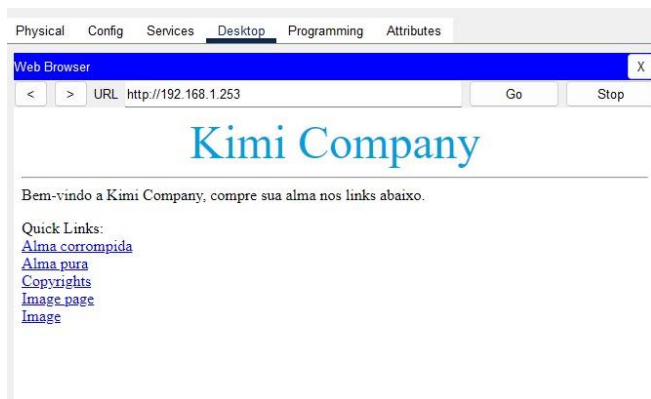 Physical Config Services Desktop Programming Attributes
Web Browser X
< > URL http://192.168.1.253 Go Stop
Kimi Company
Bem-vindo a Kimi Company, compre sua alma nos links abaixo.
Quick Links:
Alma corrompida
Alma pura
Copyrights
Image page
Image